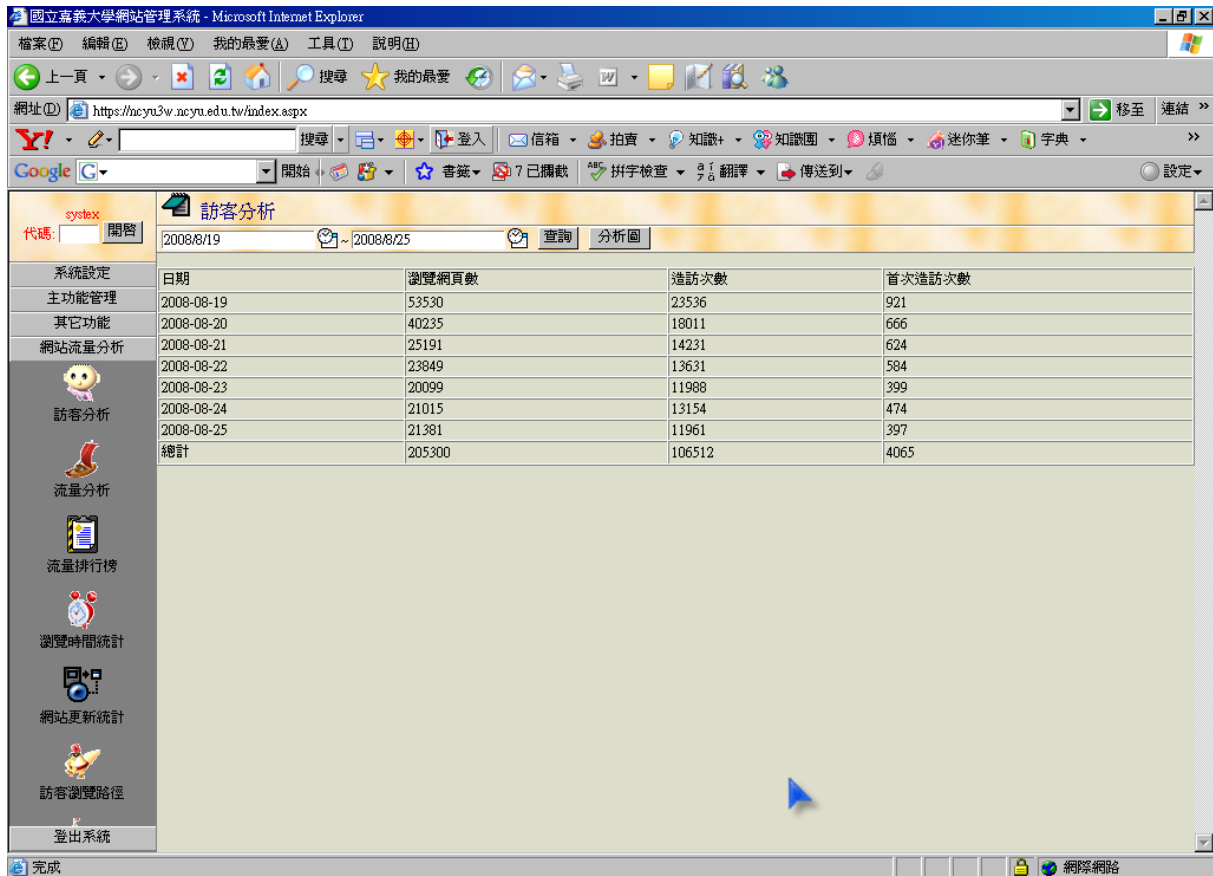 國立嘉義大學網站管理系統 - Microsoft Internet Explorer
檔案(F) 編輯(E) 檢視(V) 我的最愛(A) 工具(T) 說明(H)
上一頁 搜尋 我的最愛
網址(D) https://ncyu3w.ncyu.edu.tw/index.aspx 移至 連結 »
Y! 搜尋 登入 信箱 拍賣 知識+ 知識團 煩惱 迷你筆 字典 »
Google G 開始 書籤 7 已攔截 ABC 拼字檢查 翻譯 傳送到 設定
systex
代碼: 開啓
訪客分析
2008/8/19 ~ 2008/8/25 查詢 分析圖
系統設定
主功能管理
其它功能
網站流量分析
訪客分析
流量分析
流量排行榜
瀏覽時間統計
網站更新統計
訪客瀏覽路徑
登出系統
日期 瀏覽網頁數 造訪次數 首次造訪次數
2008-08-19 53530 23536 921
2008-08-20 40235 18011 666
2008-08-21 25191 14231 624
2008-08-22 23849 13631 584
2008-08-23 20099 11988 399
2008-08-24 21015 13154 474
2008-08-25 21381 11961 397
總計 205300 106512 4065
完成 網際網路